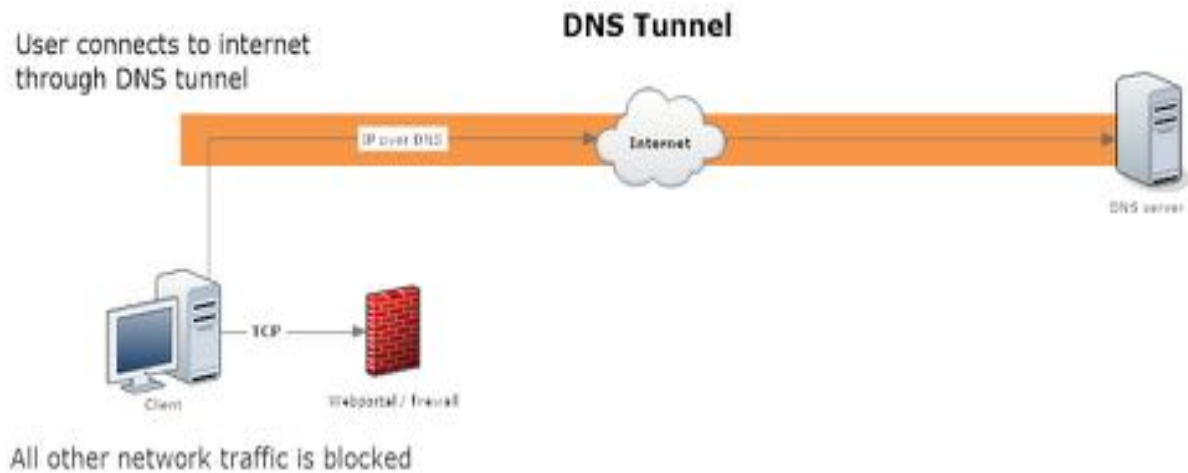 DNS Tunnel
User connects to internet
through DNS tunnel
IP over DNS
Internet
DNS server
TCP
Client
Webportal / firewall
All other network traffic is blocked